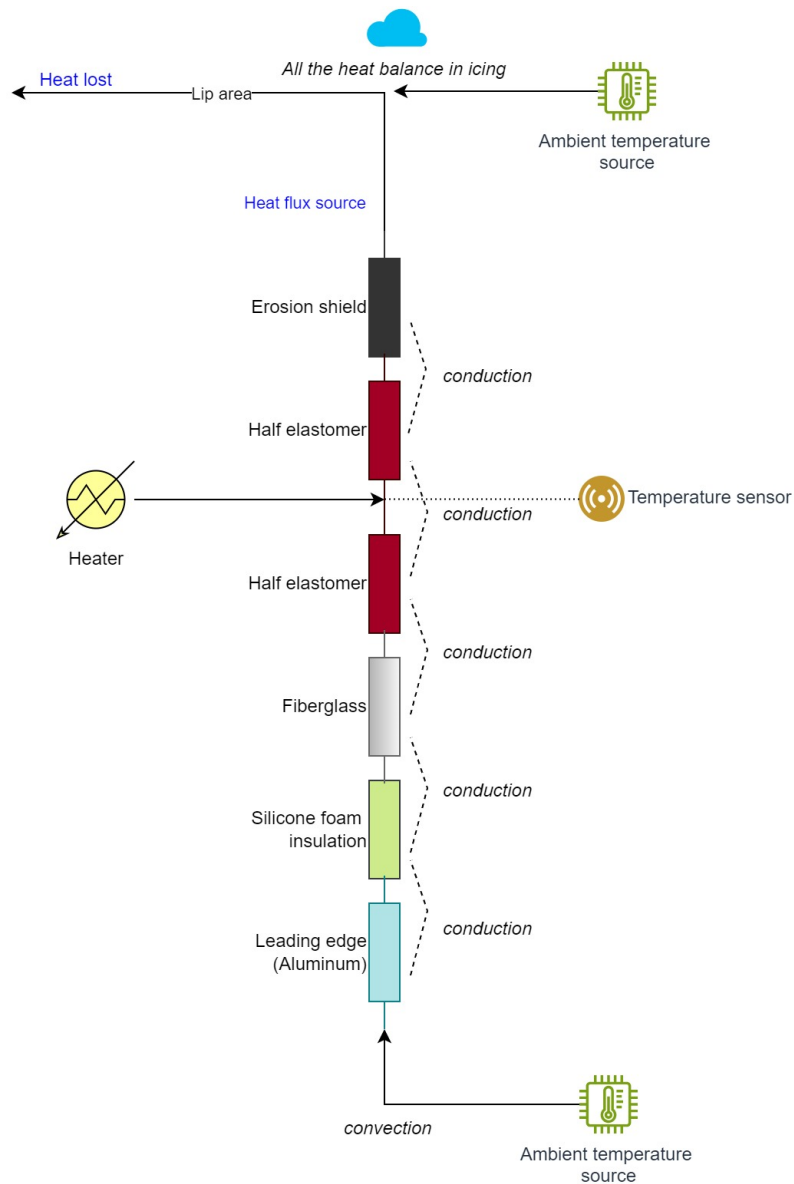 All the heat balance in icing
Heat lost
Lip area
Ambient temperature
source
Heat flux source
Erosion shield
conduction
Half elastomer
Temperature sensor
conduction
Heater
Half elastomer
conduction
Fiberglass
conduction
Silicone foam
insulation
conduction
Leading edge
(Aluminum)
convection
Ambient temperature
source